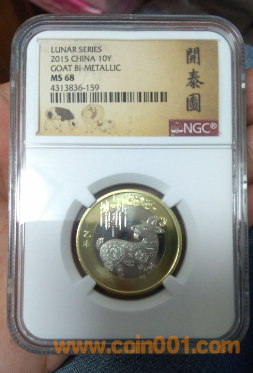 LUNAR SERIES
2015 CHINA 10Y
GOAT BI-METALLIC
MS 68
4313836-159
開泰圖
NGC®
www.coin001.com